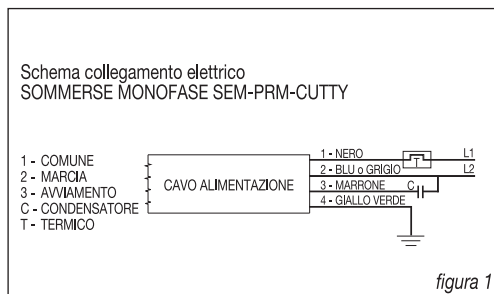 Schema collegamento elettrico
SOMMERSE MONOFASE SEM-PRM-CUTTY
1 - COMUNE
2 - MARCIA
3 - AVVIAMENTO
C - CONDENSATORE
T - TERMICO
CAVO ALIMENTAZIONE
1 - NERO
T
L1
2 - BLU o GRIGIO
L2
3 - MARRONE
C
4 - GIALLO VERDE
figura 1